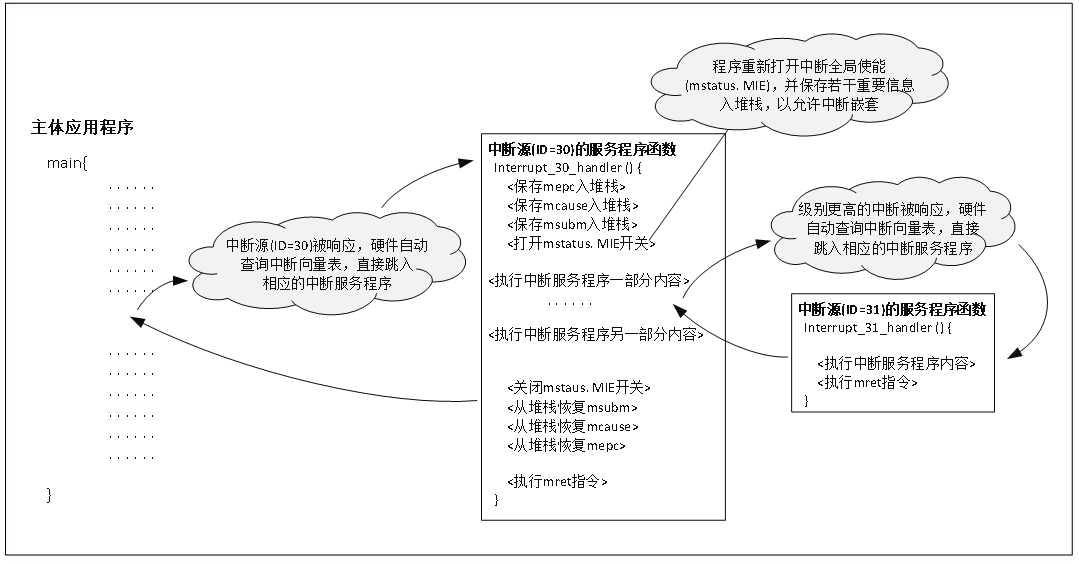 主体应用程序
main{
......
......
......
......
......
......
......
......
......
......
......
......
}
中断源(ID=30)被响应，硬件自动
查询中断向量表，直接跳入
相应的中断服务程序
中断源(ID=30)的服务程序函数
Interrupt_30_handler(){
<保存mepc入堆栈>
<保存mcause入堆栈>
<保存msubm入堆栈>
<打开mstatus.MIE开关>
<执行中断服务程序一部分内容>
......
<执行中断服务程序另一部分内容>
<关闭mstaus.MIE开关>
<从堆栈恢复msubm>
<从堆栈恢复mcause>
<从堆栈恢复mepc>
<执行mret指令>
}
程序重新打开中断全局使能
(mstatus.MIE)，并保存若干重要信息
入堆栈，以允许中断嵌套
级别更高的中断被响应，硬件
自动查询中断向量表，直接
跳入相应的中断服务程序
中断源(ID=31)的服务程序函数
Interrupt_31_handler(){
<执行中断服务程序内容>
<执行mret指令>
}